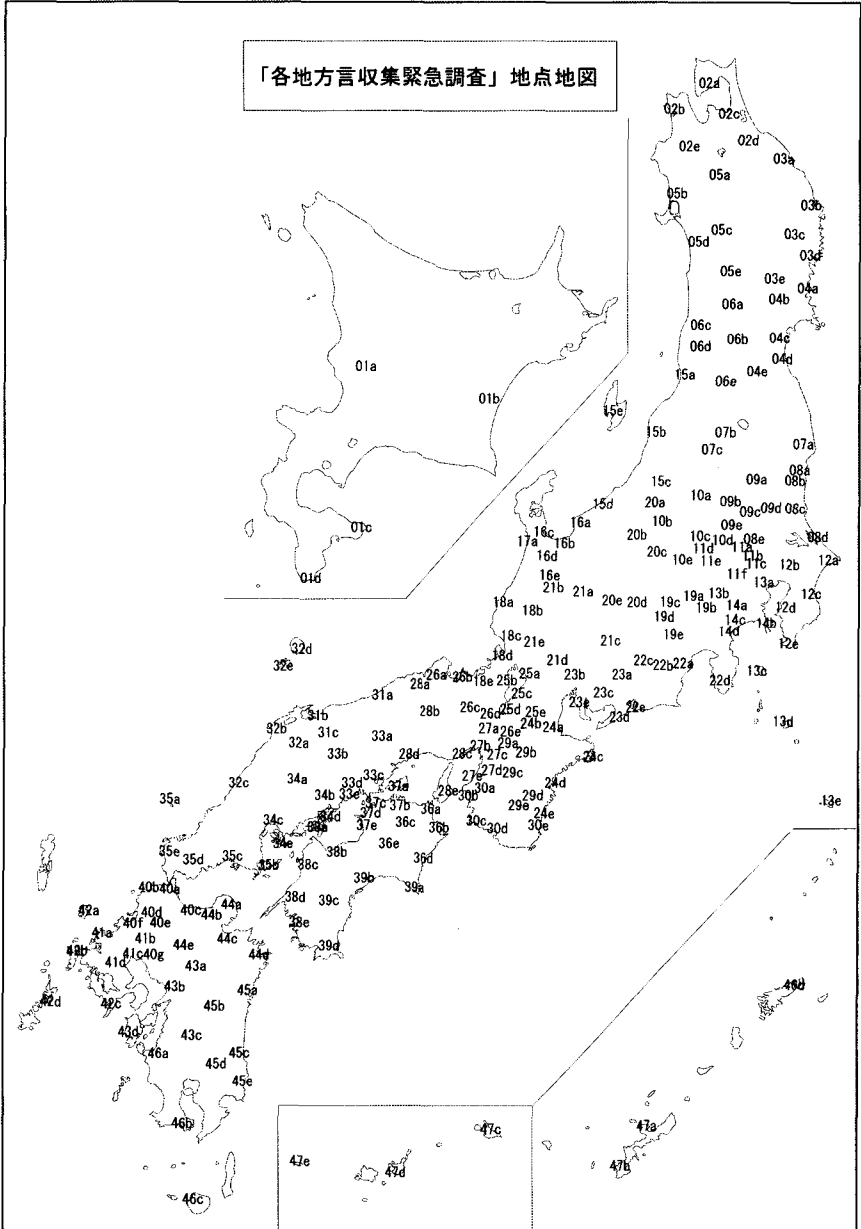 「各地方言収集緊急調査」地点地図
02a
02b
02c
02d
02e
03a
05a
05b
03b
05c
03c
05d
03d
05e
03e
04a
06a
04b
06c
06b
04c
06d
04d
01a
15a
06e
04e
01b
15e
15b
07b
07a
07c
08a
15c
09a
08b
10a
20a
09b
15d
09c
09d
08c
01c
16a
10b
09e
16c
17a
16b
20b
10c
10d
08e
08d
11d
11a
16d
20c
11b
10e
11e
11c
12b
12a
01d
16e
11f
13a
21b
21a
20e
20d
19a
13b
12c
18a
19c
19b
14a
12d
18b
19d
14c
14b
14d
18c
21e
21c
19e
12e
32d
18d
21d
22c
22b
22a
32e
26a
26b
18e
25b
25a
23b
23a
13c
28a
22d
31a
25c
23c
23e
22e
28b
26c
26d
25d
25e
23d
31b
24b
24a
13d
32b
31c
27a
26e
33a
32a
27b
29a
33b
28d
28c
27c
29b
24c
32c
34a
33c
27e
27d
29c
33d
37a
24d
35a
34b
33e
28e
30b
30a
29d
37c
37b
36a
29e
13e
34c
34d
37d
36c
30c
24e
37e
36b
30d
30e
34e
36e
35e
35d
35c
38b
36d
35b
38c
40b
40a
39b
39a
38d
39c
42a
40d
40c
44b
44a
40f
40e
38e
41a
41b
44e
44c
39d
41c
40g
44d
41d
43a
43b
45a
46d
42d
42c
45b
43d
43c
46a
45c
45d
45e
46b
47c
47a
47e
47d
47b
46c